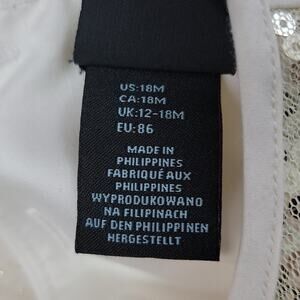 US:18M
CA:18M
UK:12-18M
EU:86
MADE IN
PHILIPPINES
FABRIQUÉ AUX
PHILIPPINES
WYPRODUKOWANO
NA FILIPINACH
AUF DEN PHILIPPINEN
HERGESTELLT